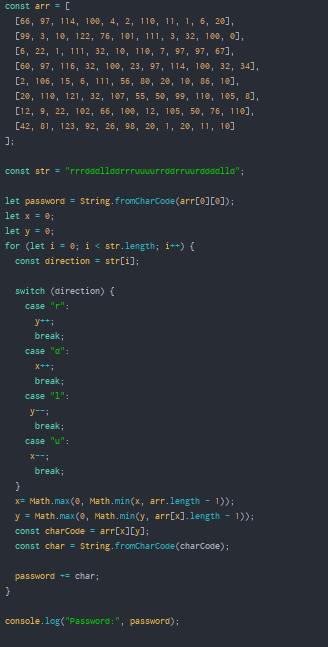 const arr = [
  [66, 97, 114, 100, 4, 2, 110, 11, 1, 6, 20],
  [99, 3, 10, 122, 76, 101, 111, 3, 32, 100, 0],
  [6, 22, 1, 111, 32, 10, 110, 7, 97, 97, 67],
  [60, 97, 116, 32, 100, 23, 97, 114, 100, 32, 34],
  [2, 106, 15, 6, 111, 56, 80, 20, 10, 86, 10],
  [20, 110, 121, 32, 107, 55, 50, 99, 110, 105, 8],
  [12, 9, 22, 102, 66, 100, 12, 105, 50, 76, 110],
  [42, 81, 123, 92, 26, 98, 20, 1, 20, 11, 10]
];
const str = "rrrdddllddrrruuuurrddrruurddddlld";
let password = String.fromCharCode(arr[0][0]);
let x = 0;
let y = 0;
for (let i = 0; i < str.length; i++) {
  const direction = str[i];
  switch (direction) {
    case "r":
      y++;
      break;
    case "d":
      x++;
      break;
    case "l":
     y--;
      break;
    case "u":
     x--;
      break;
  }
  x= Math.max(0, Math.min(x, arr.length - 1));
  y = Math.max(0, Math.min(y, arr[x].length - 1));
  const charCode = arr[x][y];
  const char = String.fromCharCode(charCode);
  password += char;
}
console.log("Password:", password);